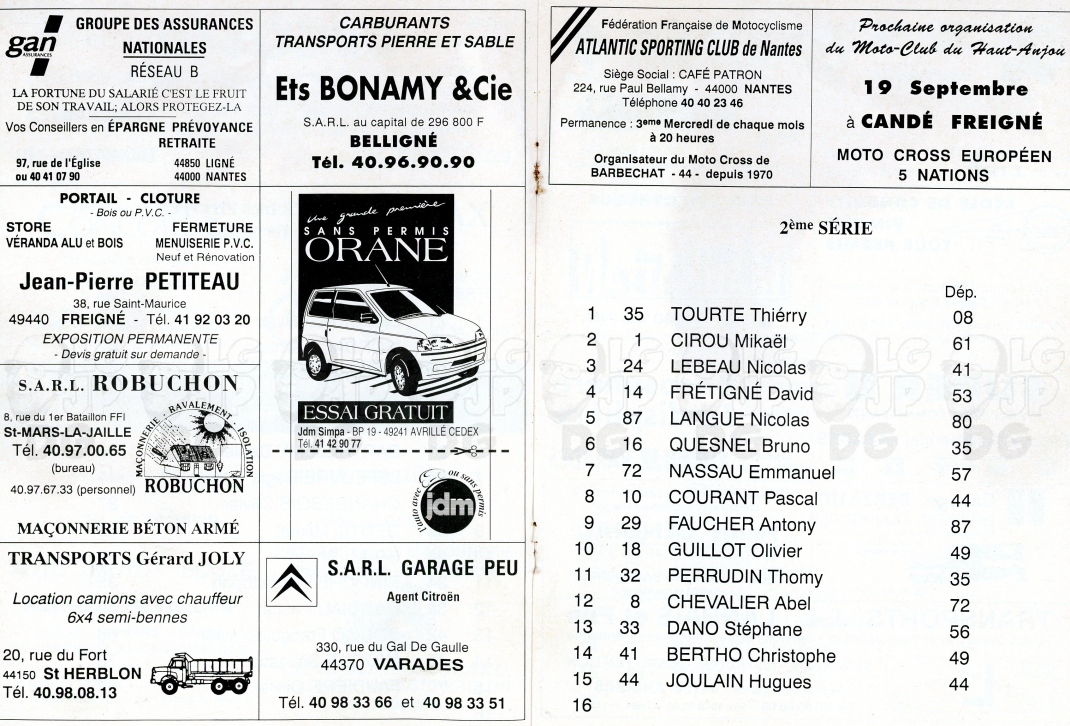 gan
ASSURANCES
GROUPE DES ASSURANCES
NATIONALES
RÉSEAU B
LA FORTUNE DU SALARIÉ C'EST LE FRUIT
DE SON TRAVAIL; ALORS PROTEGEZ-LA
Vos Conseillers en ÉPARGNE PRÉVOYANCE
RETRAITE
97, rue de l'Église 44850 LIGNÉ
ou 40 41 07 90 44000 NANTES
CARBURANTS
TRANSPORTS PIERRE ET SABLE
Ets BONAMY &Cie
S.A.R.L. au capital de 296 800 F
BELLIGNÉ
Tél. 40.96.90.90
PORTAIL - CLOTURE
- Bois ou P.V.C. -
STORE FERMETURE
VÉRANDA ALU et BOIS MENUISERIE P.V.C.
Neuf et Rénovation
Jean-Pierre PETITEAU
38, rue Saint-Maurice
49440 FREIGNÉ - Tél. 41 92 03 20
EXPOSITION PERMANENTE
- Devis gratuit sur demande -
Une grande première
SANS PERMIS
ORANE
ESSAI GRATUIT
Jdm Simpa - BP 19 - 49241 AVRILLÉ CEDEX
Tél. 41 42 90 77
l'auto avec ou sans permis
jdm
S.A.R.L. ROBUCHON
8, rue du 1er Bataillon FFI
St-MARS-LA-JAILLE
Tél. 40.97.00.65
(bureau)
40.97.67.33 (personnel)
MAÇONNERIE - RAVALEMENT ISOLATION
ROBUCHON
MAÇONNERIE BÉTON ARMÉ
TRANSPORTS Gérard JOLY
Location camions avec chauffeur
6x4 semi-bennes
20, rue du Fort
44150 St HERBLON
Tél. 40.98.08.13
S.A.R.L. GARAGE PEU
Agent Citroën
330, rue du Gal De Gaulle
44370 VARADES
Tél. 40 98 33 66 et 40 98 33 51
Fédération Française de Motocyclisme
ATLANTIC SPORTING CLUB de Nantes
Siège Social : CAFÉ PATRON
224, rue Paul Bellamy - 44000 NANTES
Téléphone 40 40 23 46
Permanence : 3eme Mercredi de chaque mois
à 20 heures
Organisateur du Moto Cross de
BARBECHAT - 44 - depuis 1970
Prochaine organisation
du Moto-Club du Haut-Anjou
19 Septembre
à CANDÉ FREIGNÉ
MOTO CROSS EUROPÉEN
5 NATIONS
2ème SÉRIE
Dép.
1 35 TOURTE Thiérry 08
2 1 CIROU Mikaël 61
3 24 LEBEAU Nicolas 41
4 14 FRÉTIGNÉ David 53
5 87 LANGUE Nicolas 80
6 16 QUESNEL Bruno 35
7 72 NASSAU Emmanuel 57
8 10 COURANT Pascal 44
9 29 FAUCHER Antony 87
10 18 GUILLOT Olivier 49
11 32 PERRUDIN Thomy 35
12 8 CHEVALIER Abel 72
13 33 DANO Stéphane 56
14 41 BERTHO Christophe 49
15 44 JOULAIN Hugues 44
16